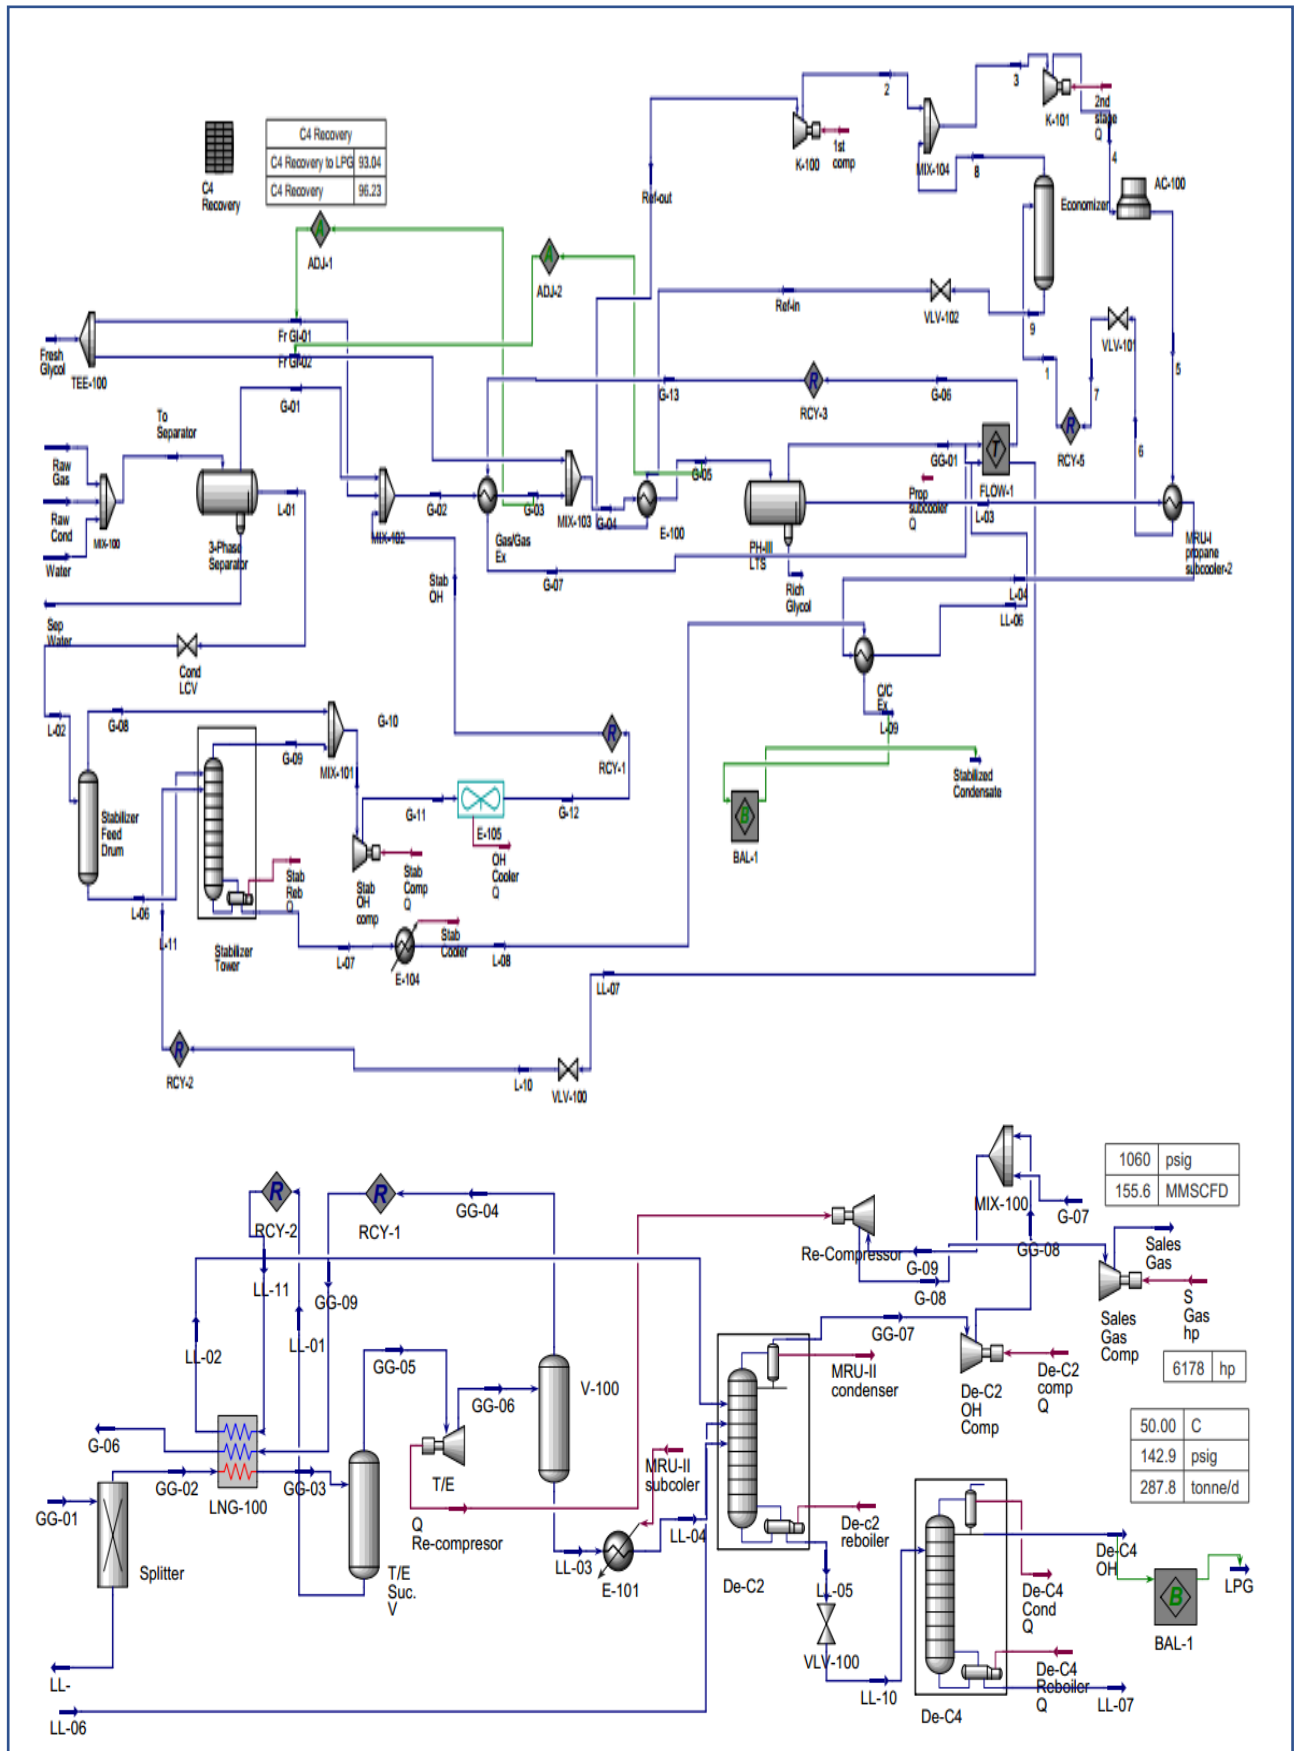 2
3
K-100
1st
comp
MIX-104
K-101
2nd
stage
Q
4
8
AC-100
Economizer
C4
Recovery
C4 Recovery
C4 Recovery to LPG 93.04
C4 Recovery 96.23
Ref-out
ADJ-1
ADJ-2
Ref-in
VLV-102
9
VLV-101
Fresh
Glycol
TEE-100
Fr Gl-01
Fr Gl-02
G-01
G-13
RCY-3
G-06
1
7
5
6
RCY-5
To
Separator
Raw
Gas
Raw
Cond
Water
MIX-100
L-01
3-Phase
Separator
MIX-102
G-02
Gas/Gas
Ex
G-03
MIX-103
G-04
E-100
G-05
GG-01
T
FLOW-1
Prop
subcooler
Q
L-03
PH-III
LTS
Rich
Glycol
MRU-I
propane
subcooler-2
G-07
Stab
OH
L-04
LL-06
Sep
Water
Cond
LCV
L-02
G-08
G-09
MIX-101
G-10
RCY-1
C/C
Ex
L-09
Stabilized
Condensate
BAL-1
Stabilizer
Feed
Drum
G-11
E-105
G-12
OH
Cooler
Q
Stab
Reb
Q
Stab
OH
comp
Stab
Comp
Q
L-06
L-11
Stabilizer
Tower
L-07
E-104
Stab
Cooler
L-08
LL-07
RCY-2
L-10
VLV-100
RCY-2
RCY-1
GG-04
MIX-100
G-07
1060 psig
155.6 MMSCFD
Re-Compressor
G-09
G-08
GG-08
Sales
Gas
Sales
Gas
Comp
S
Gas
hp
6178 hp
LL-11
GG-09
LL-01
LL-02
GG-05
GG-06
V-100
GG-07
MRU-II
condenser
De-C2
OH
Comp
De-C2
comp
Q
50.00 C
142.9 psig
287.8 tonne/d
G-06
GG-01
GG-02
LNG-100
GG-03
T/E
Q
Re-compresor
MRU-II
subcoler
LL-04
LL-03
E-101
T/E
Suc.
V
Splitter
De-c2
reboiler
De-C2
LL-05
VLV-100
LL-10
De-C4
OH
De-C4
Cond
Q
BAL-1
LPG
De-C4
Reboiler
Q
LL-07
De-C4
LL-
LL-06